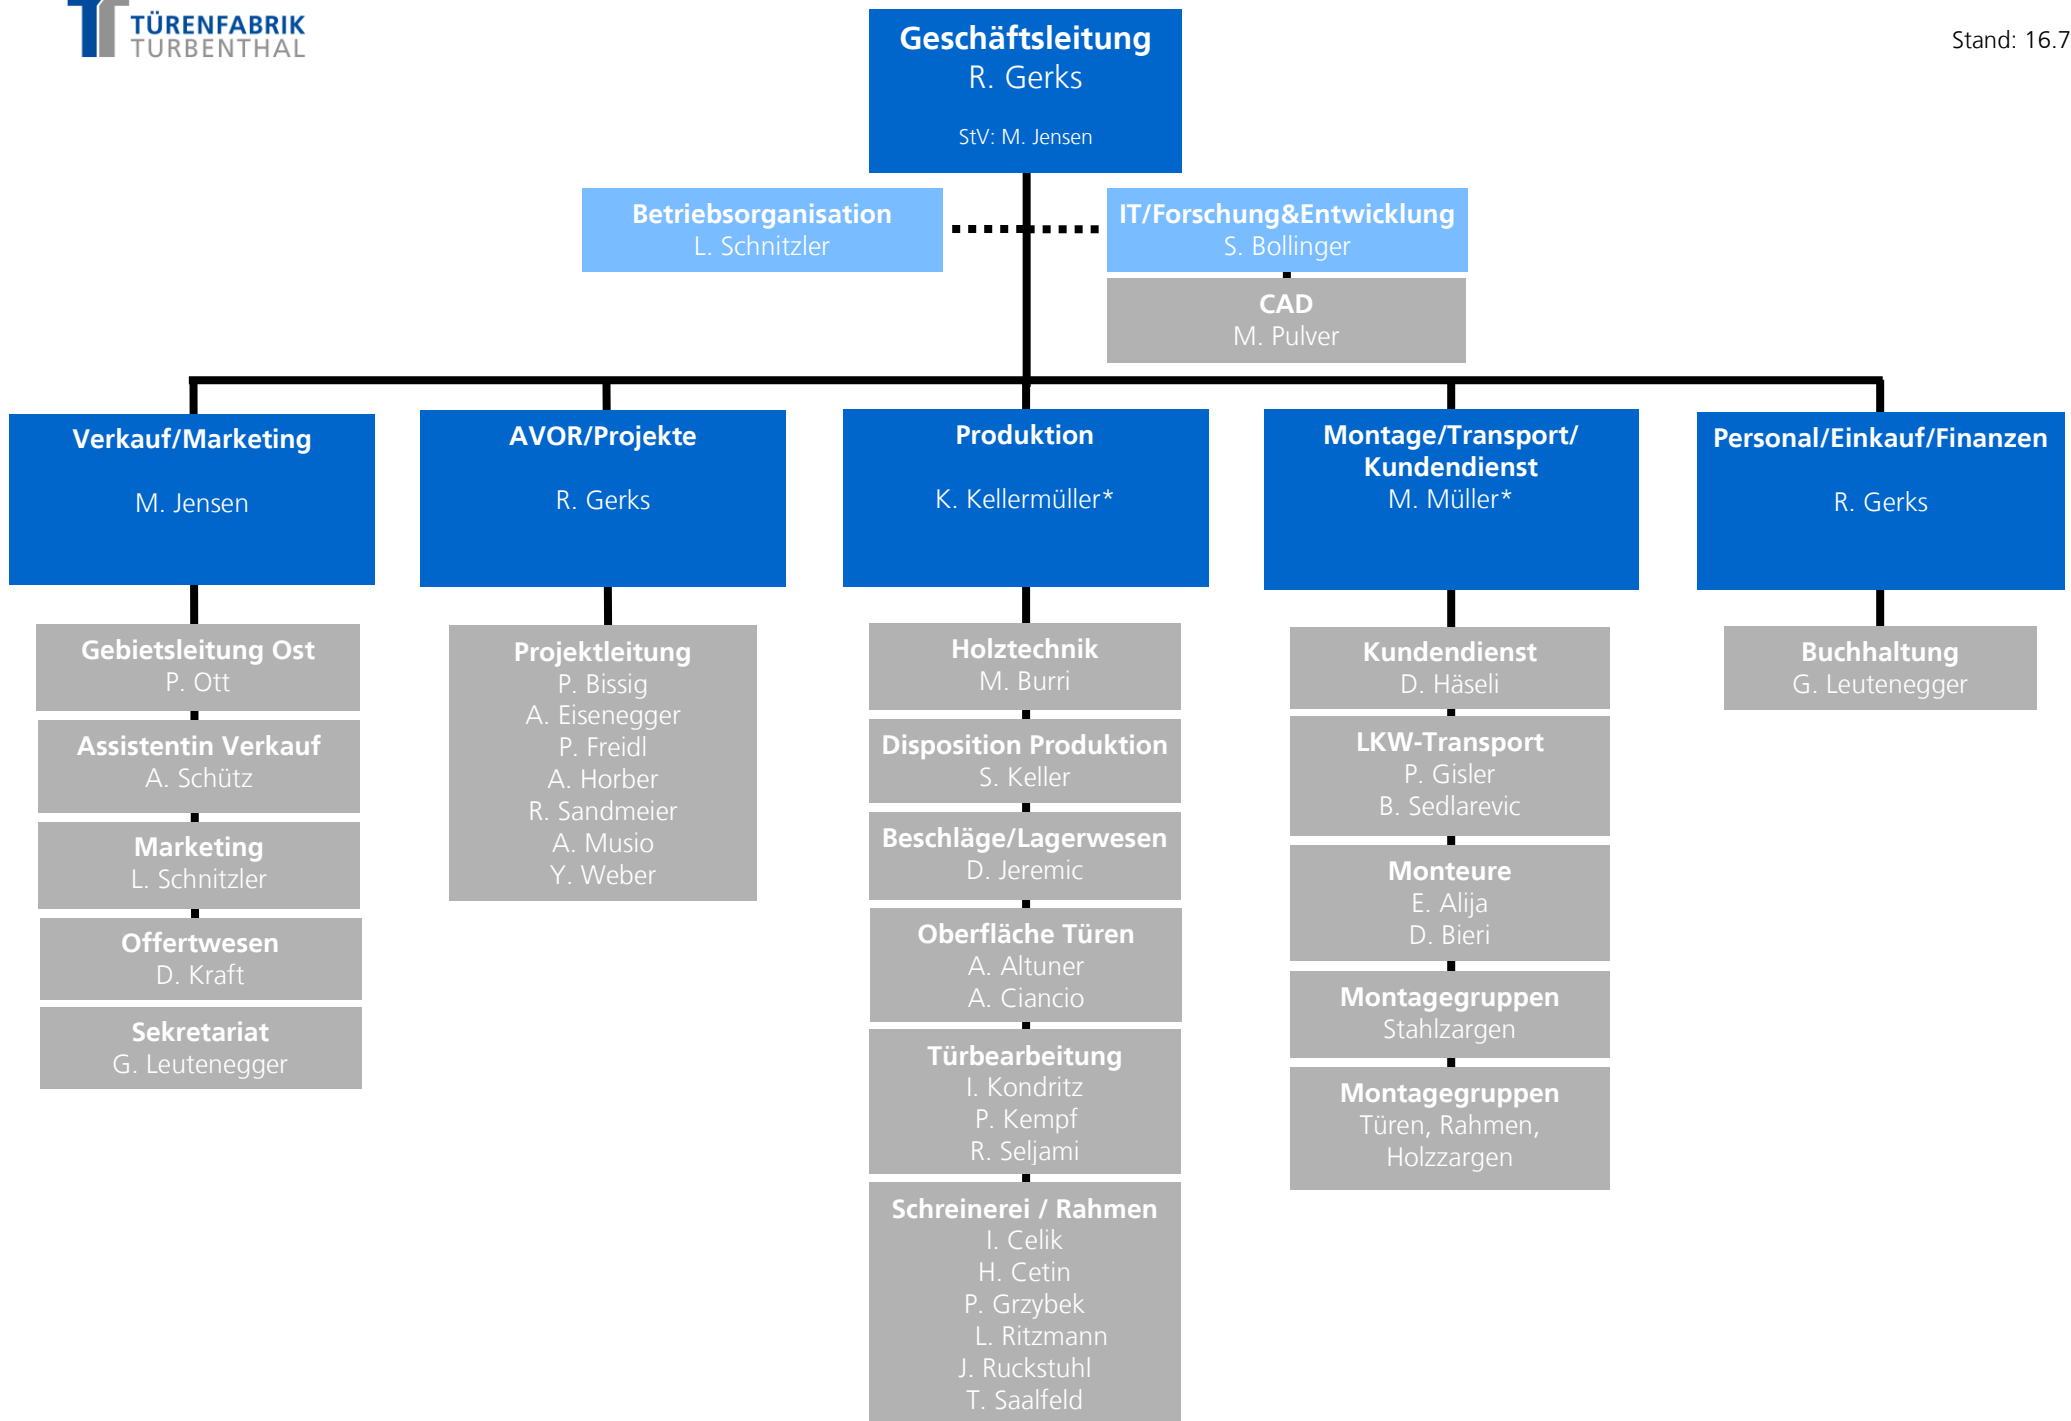 TÜRENFABRIK
TURBENTHAL
Geschäftsleitung
R. Gerks
StV: M. Jensen
Stand: 16.7
Betriebsorganisation
L. Schnitzler
IT/Forschung&Entwicklung
S. Bollinger
CAD
M. Pulver
Verkauf/Marketing
M. Jensen
AVOR/Projekte
R. Gerks
Produktion
K. Kellermüller*
Montage/Transport/
Kundendienst
M. Müller*
Personal/Einkauf/Finanzen
R. Gerks
Gebietsleitung Ost
P. Ott
Assistentin Verkauf
A. Schütz
Marketing
L. Schnitzler
Offertwesen
D. Kraft
Sekretariat
G. Leutenegger
Projektleitung
P. Bissig
A. Eisenegger
P. Freidl
A. Horber
R. Sandmeier
A. Musio
Y. Weber
Holztechnik
M. Burri
Disposition Produktion
S. Keller
Beschläge/Lagerwesen
D. Jeremic
Oberfläche Türen
A. Altuner
A. Ciancio
Türbearbeitung
I. Kondritz
P. Kempf
R. Seljami
Schreinerei / Rahmen
I. Celik
H. Cetin
P. Grzybek
L. Ritzmann
J. Ruckstuhl
T. Saalfeld
Kundendienst
D. Häseli
LKW-Transport
P. Gisler
B. Sedlarevic
Monteure
E. Alija
D. Bieri
Montagegruppen
Stahlzargen
Montagegruppen
Türen, Rahmen,
Holzzargen
Buchhaltung
G. Leutenegger